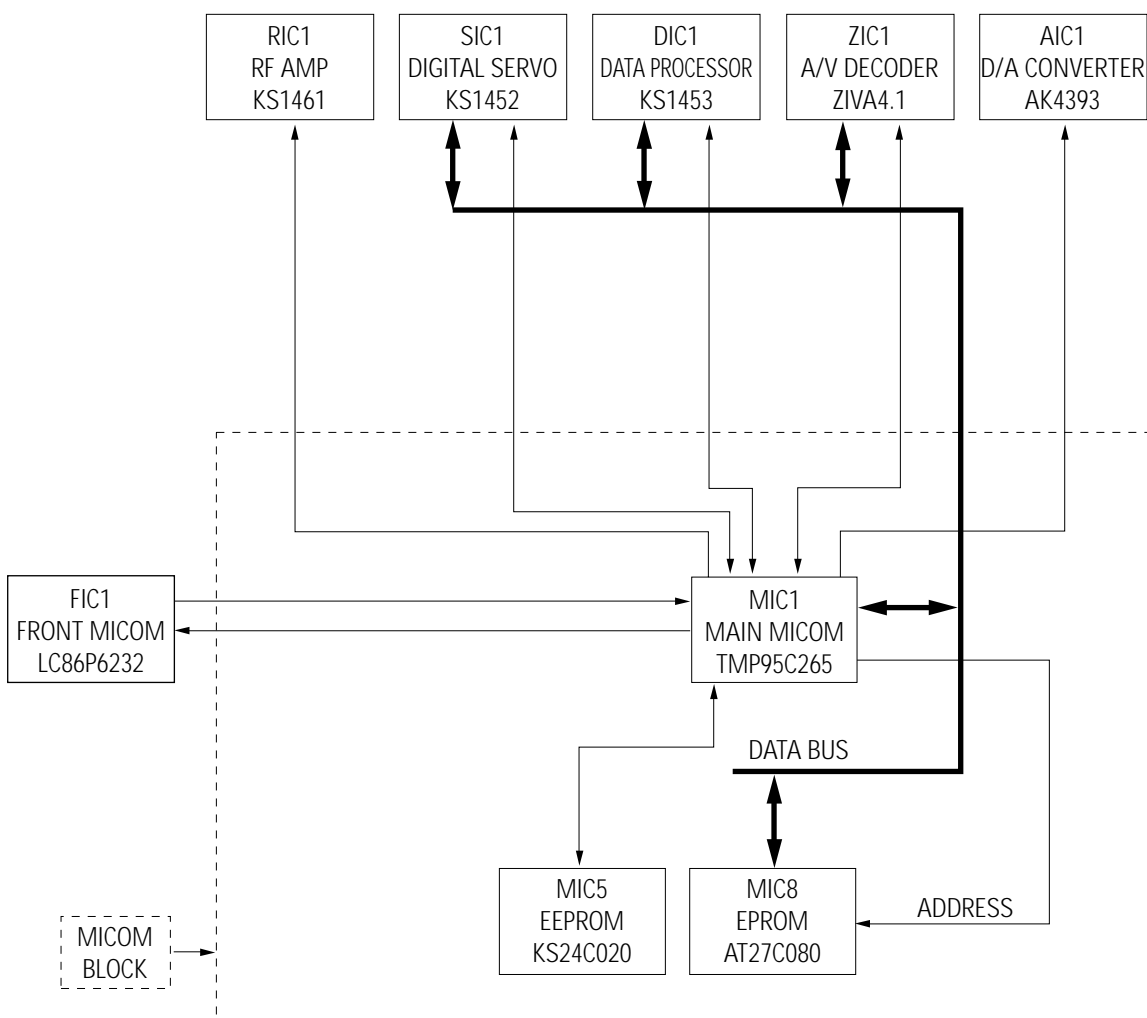 RIC1
RF AMP
KS1461
SIC1
DIGITAL SERVO
KS1452
DIC1
DATA PROCESSOR
KS1453
ZIC1
A/V DECODER
ZIVA4.1
AIC1
D/A CONVERTER
AK4393
FIC1
FRONT MICOM
LC86P6232
MIC1
MAIN MICOM
TMP95C265
DATA BUS
MIC5
EEPROM
KS24C020
MIC8
EPROM
AT27C080
ADDRESS
MICOM
BLOCK